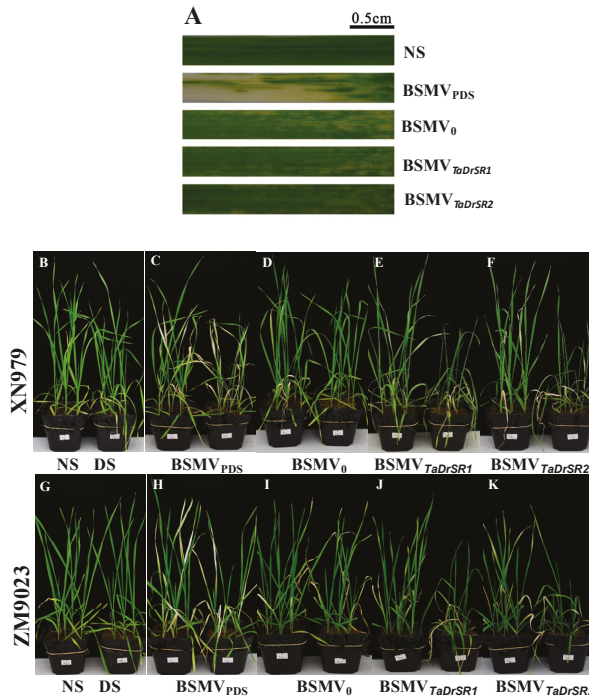 A
0.5cm
NS
BSMVPDS
BSMV0
BSMVTaDrSR1
BSMVTaDrSR2
XN979
B C D E F
NS DS BSMVPDS BSMV0 BSMVTaDrSR1 BSMVTaDrSR2
ZM9023
G H I J K
NS DS BSMVPDS BSMV0 BSMVTaDrSR1 BSMVTaDrSR